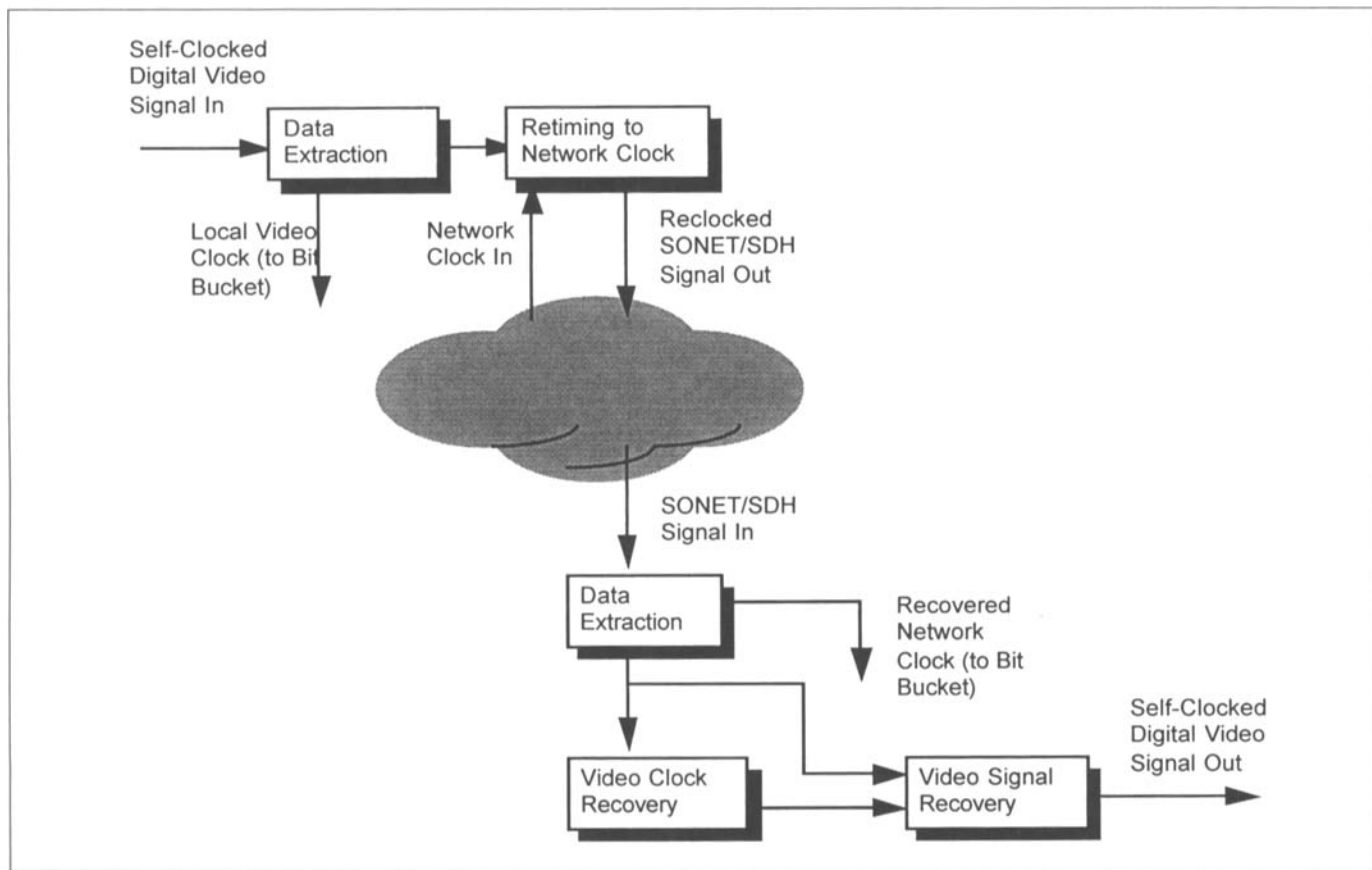 Self-Clocked
Digital Video
Signal In
Data
Extraction
Retiming to
Network Clock
Local Video
Clock (to Bit
Bucket)
Network
Clock In
Reclocked
SONET/SDH
Signal Out
SONET/SDH
Signal In
Data
Extraction
Recovered
Network
Clock (to Bit
Bucket)
Video Clock
Recovery
Video Signal
Recovery
Self-Clocked
Digital Video
Signal Out